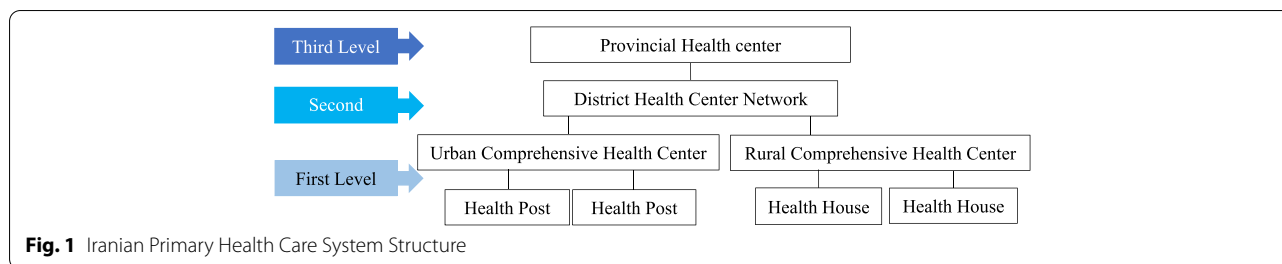 Third Level
Provincial Health center
Second
District Health Center Network
Urban Comprehensive Health Center
Rural Comprehensive Health Center
First Level
Health Post
Health Post
Health House
Health House
Fig. 1 Iranian Primary Health Care System Structure